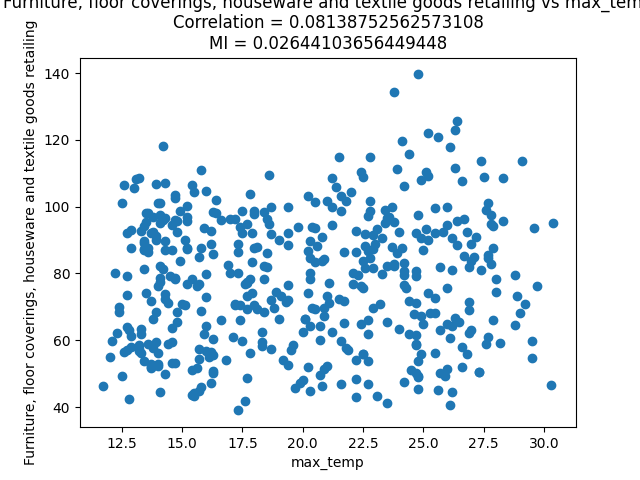 Furniture, floor coverings, houseware and textile goods retailing vs max_tem
Correlation = 0.08138752562573108
MI = 0.02644103656449448
Furniture, floor coverings, houseware and textile goods retailing
140
120
100
80
60
40
12.5 15.0 17.5 20.0 22.5 25.0 27.5 30.0
max_temp